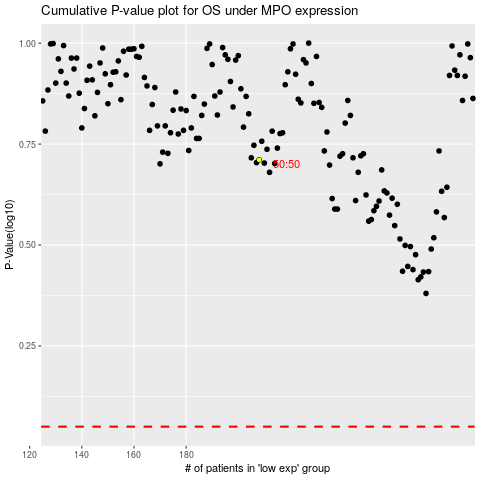 Cumulative P-value plot for OS under MPO expression
P-Value(log10)
1.00
0.75
0.50
0.25
50:50
120 140 160 180
# of patients in 'low exp' group